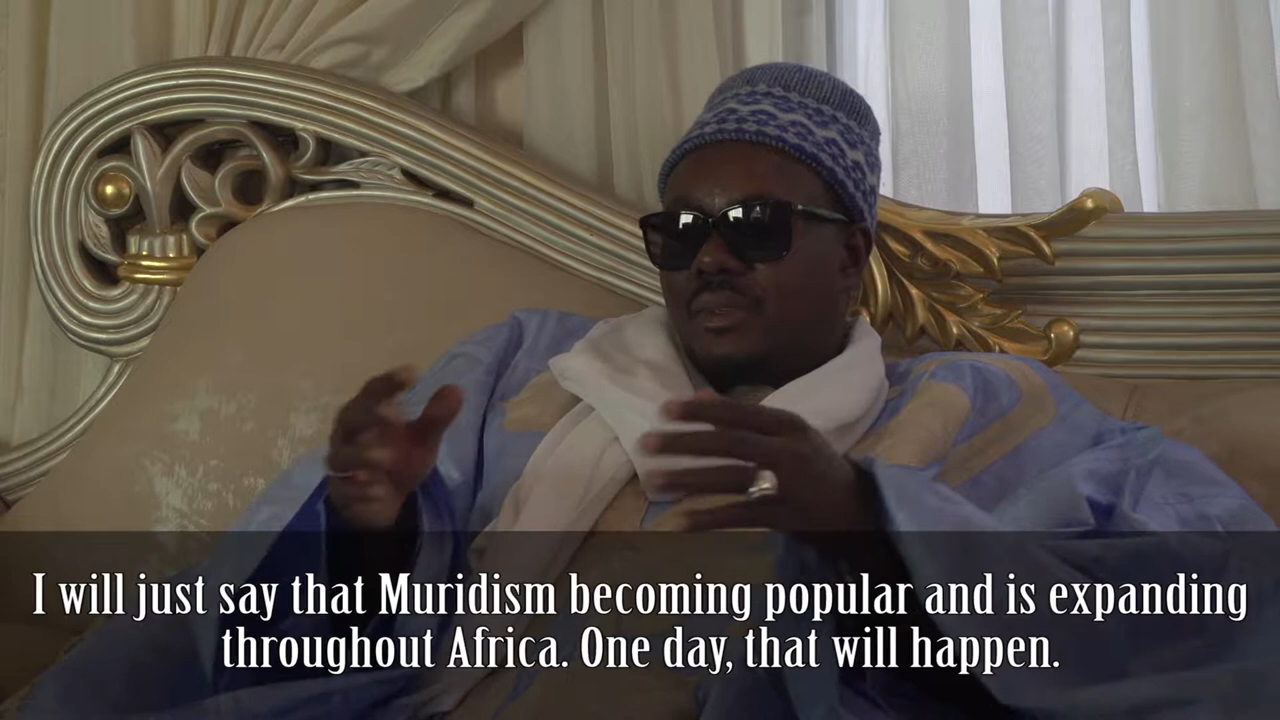 I will just say that Muridism becoming popular and is expanding
throughout Africa. One day, that will happen.